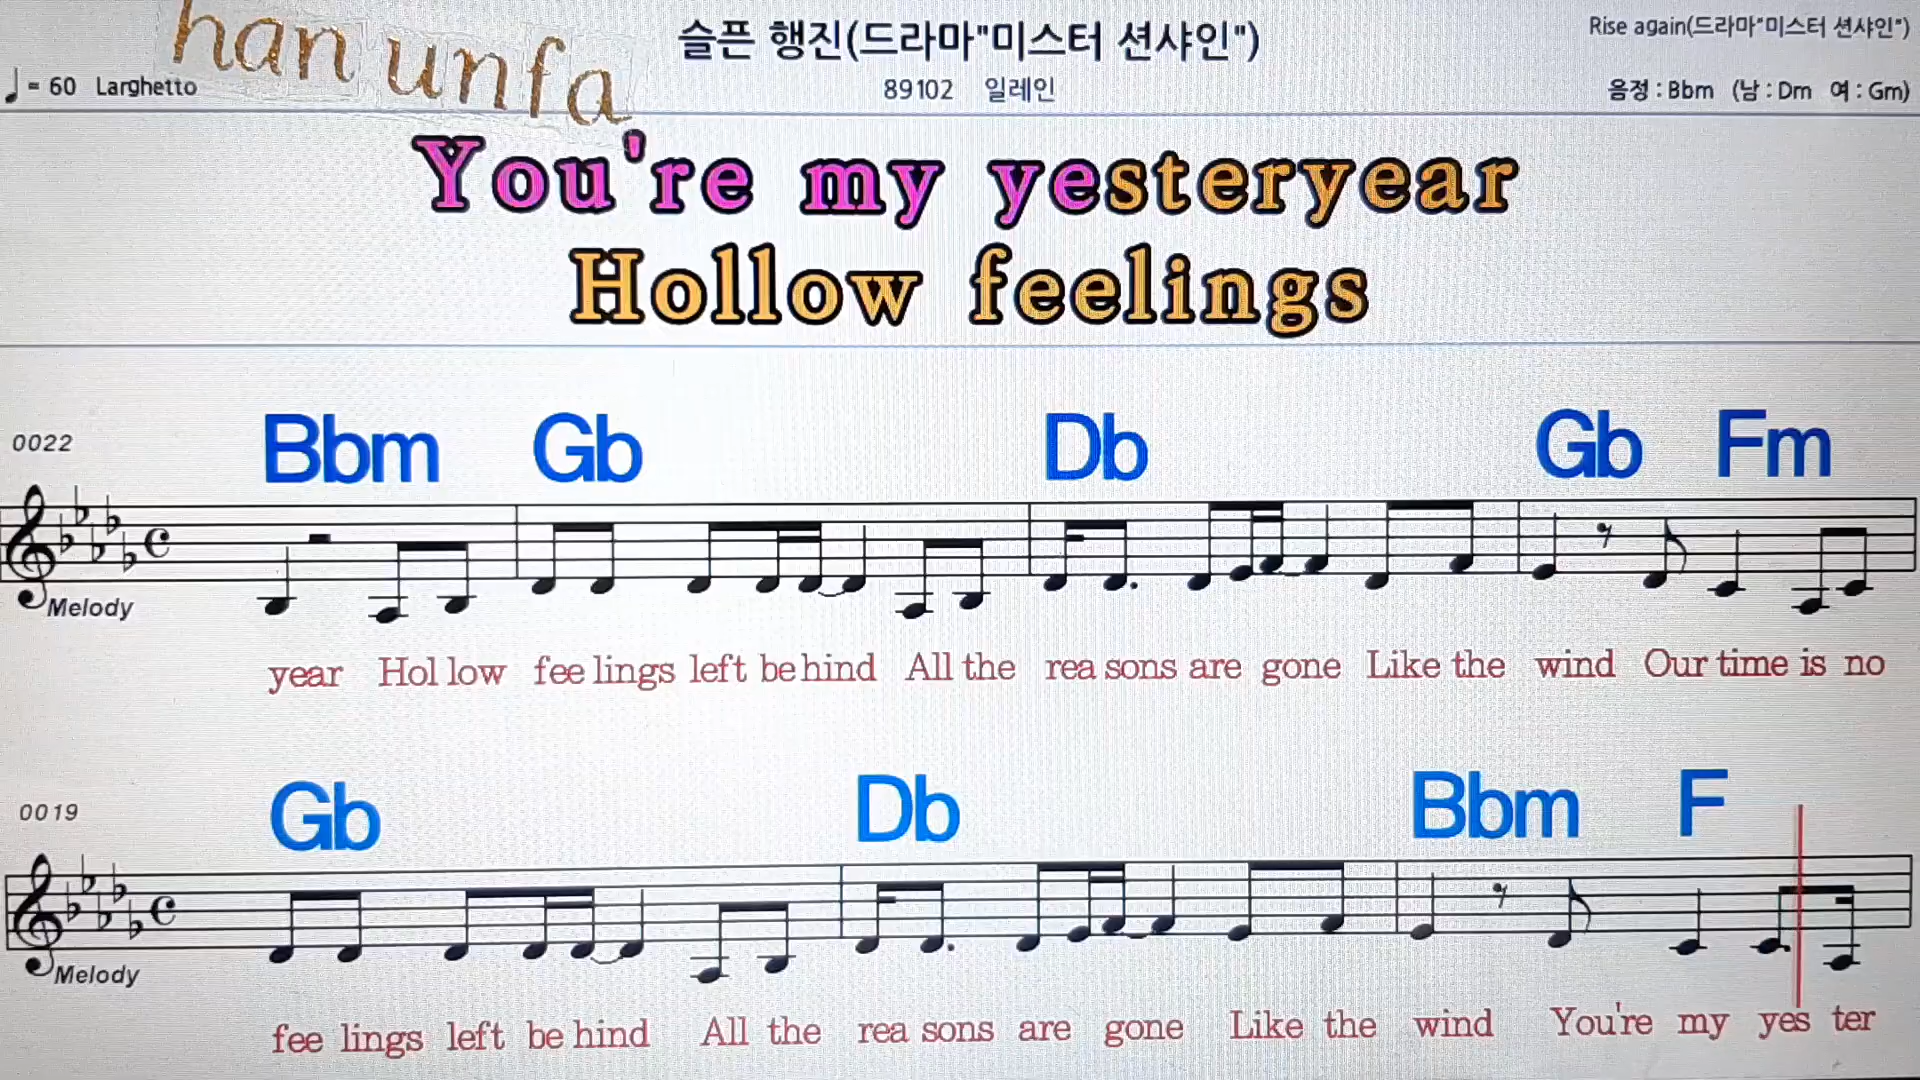 han unfa
슬픈 행진(드라마"미스터 션샤인")
Rise again(드라마"미스터 션샤인")
♩= 60 Larghetto
89102 일레인
음정 : Bbm (남 : Dm 여 : Gm)
You're my yesteryear
Hollow feelings
0022
Bbm Gb Db Gb Fm
Melody
year Hol low fee lings left be hind All the rea sons are gone Like the wind Our time is no
0019
Gb Db Bbm F
Melody
fee lings left be hind All the rea sons are gone Like the wind You're my yes ter